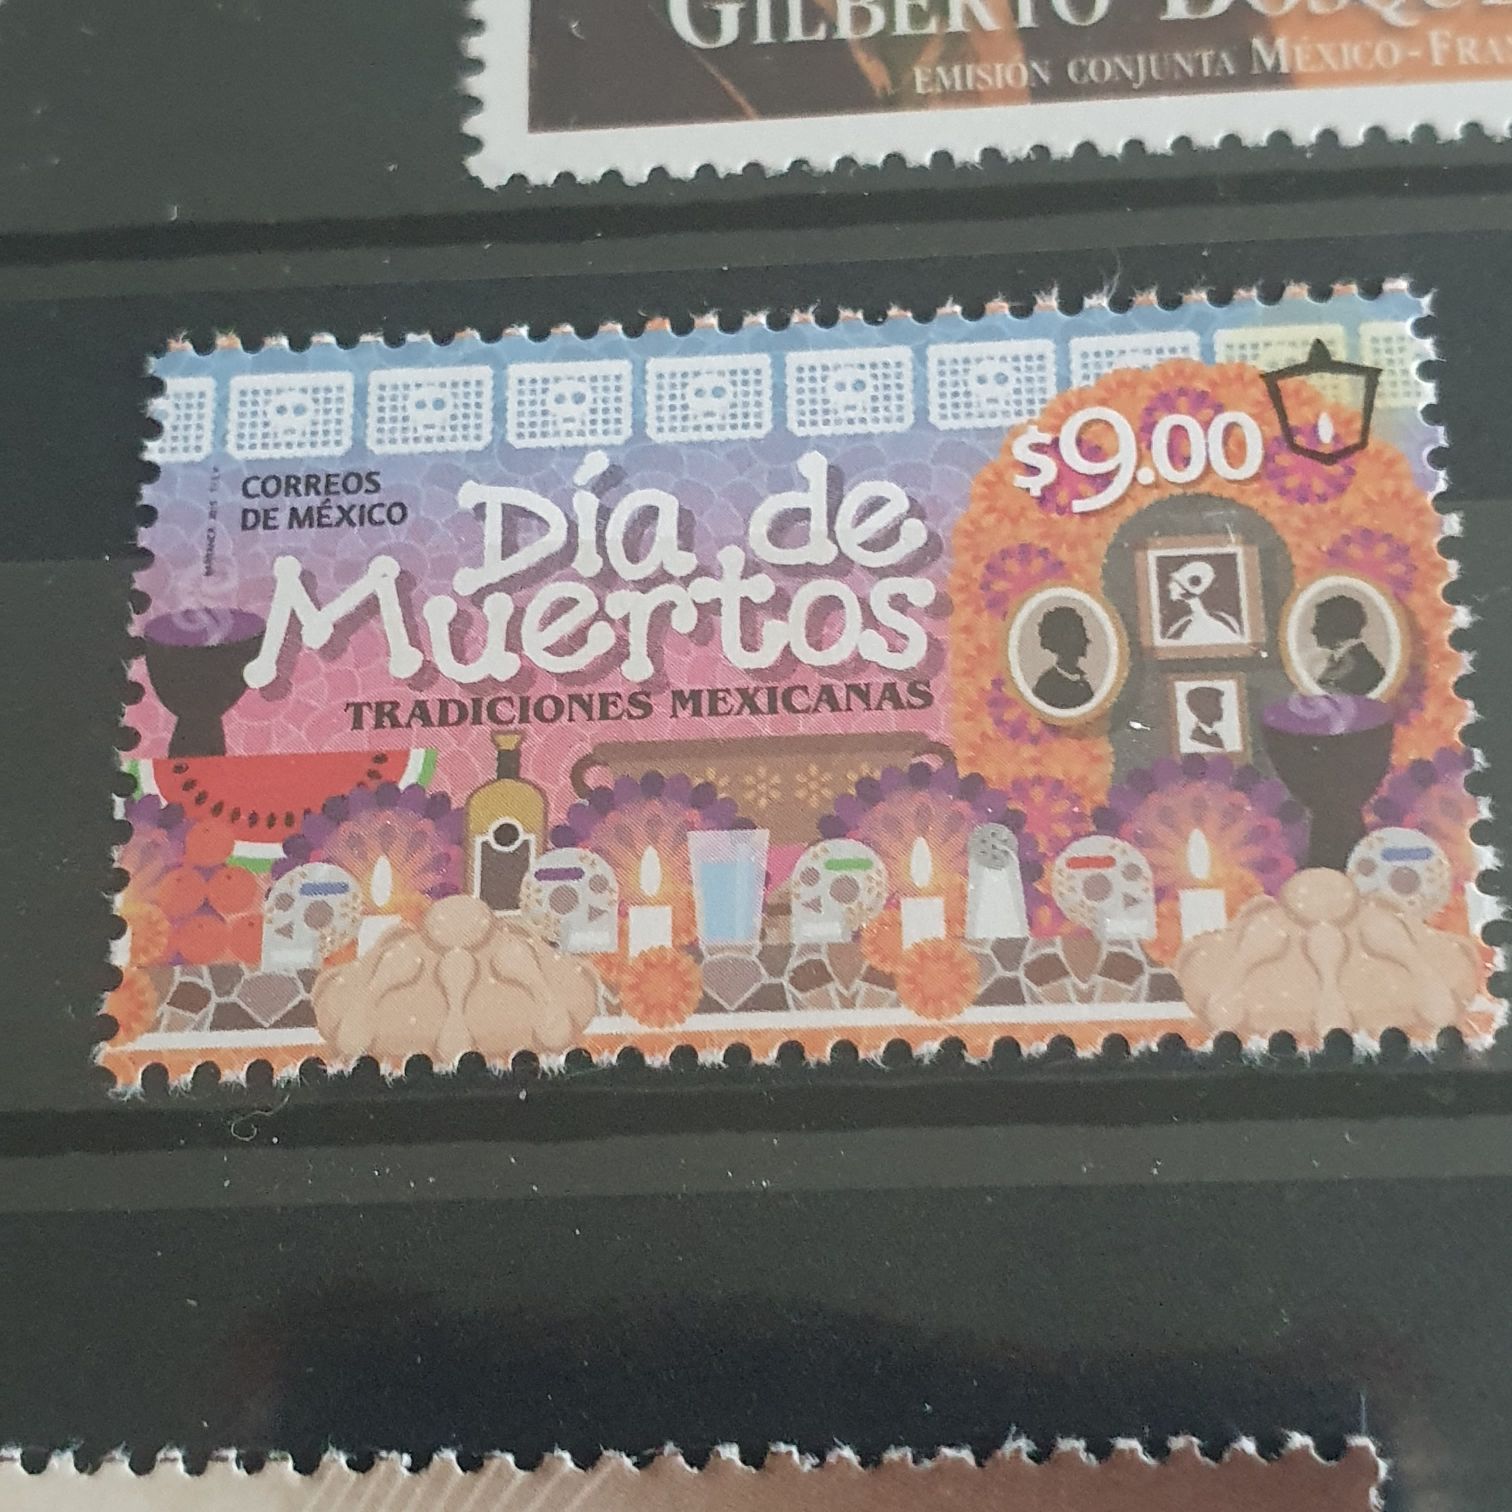 GILBERTO
EMISIÓN CONJUNTA MÉXICO-FRA
CORREOS
DE MÉXICO
Día de
Muertos
TRADICIONES MEXICANAS
$9.00